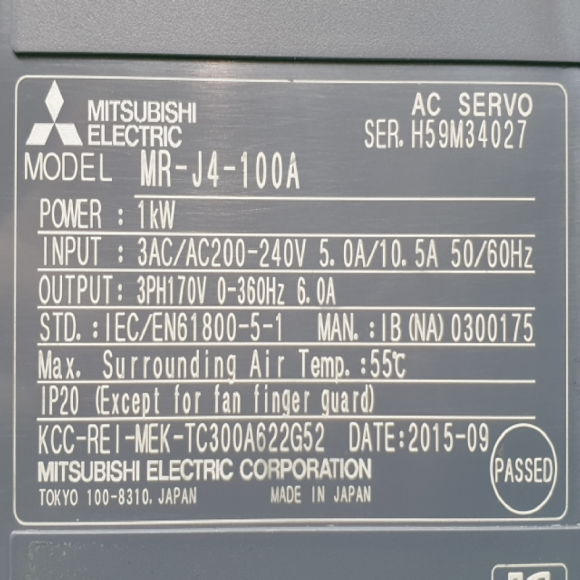 MITSUBISHI
ELECTRIC
AC SERVO
SER. H59M34027
MODEL MR-J4-100A
POWER : 1kW
INPUT : 3AC/AC200-240V 5.0A/10.5A 50/60Hz
OUTPUT: 3PH170V 0-360Hz 6.0A
STD.: IEC/EN61800-5-1 MAN.: IB(NA)0300175
Max. Surrounding Air Temp.:55℃
IP20 (Except for fan finger guard)
KCC-REI-MEK-TC300A622G52 DATE:2015-09
MITSUBISHI ELECTRIC CORPORATION
TOKYO 100-8310, JAPAN MADE IN JAPAN
PASSED